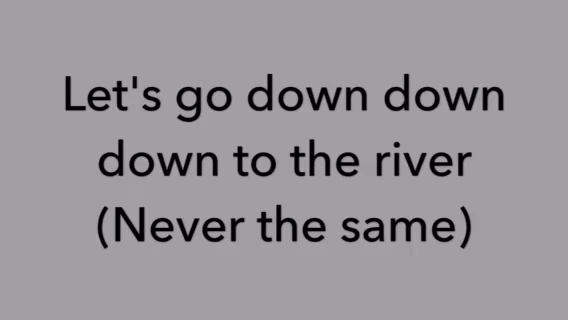 Let's go down down
down to the river
(Never the same)